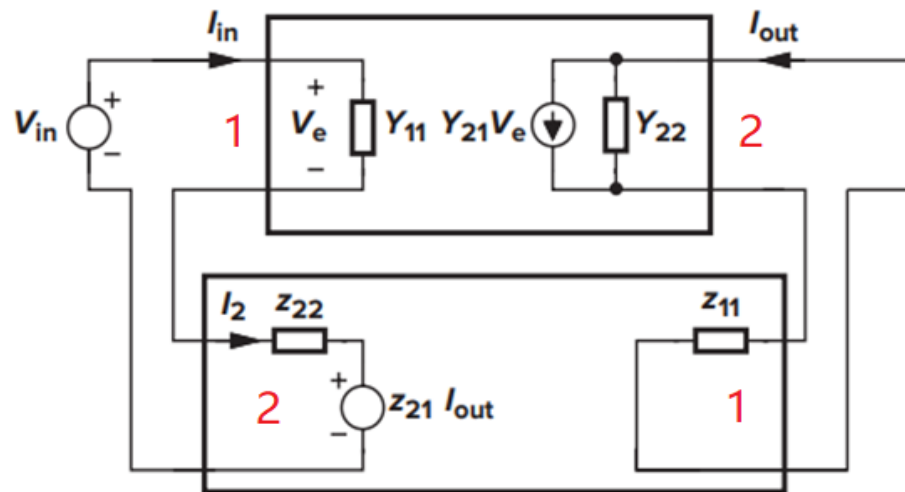 I_in I_out
V_in + − 1 + V_e − Y_11 Y_21V_e Y_22 2
I_2 z_22 z_11
2 + − z_21 I_out 1